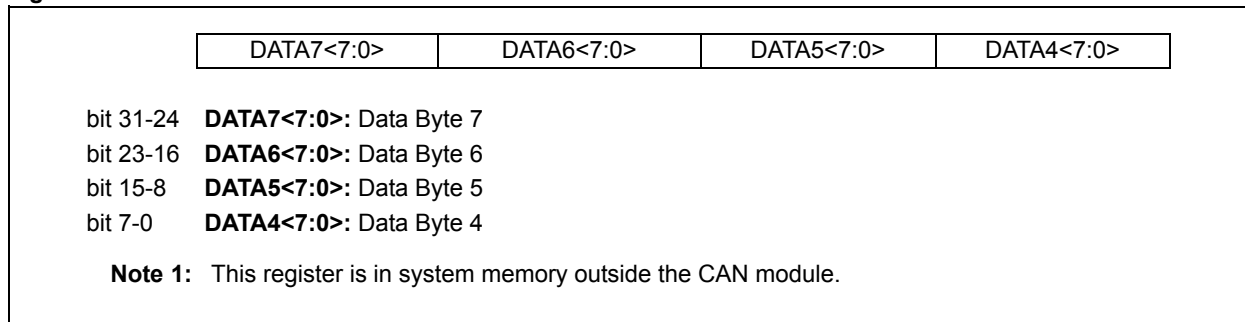 DATA7<7:0> DATA6<7:0> DATA5<7:0> DATA4<7:0>
bit 31-24 DATA7<7:0>: Data Byte 7
bit 23-16 DATA6<7:0>: Data Byte 6
bit 15-8 DATA5<7:0>: Data Byte 5
bit 7-0 DATA4<7:0>: Data Byte 4
Note 1: This register is in system memory outside the CAN module.